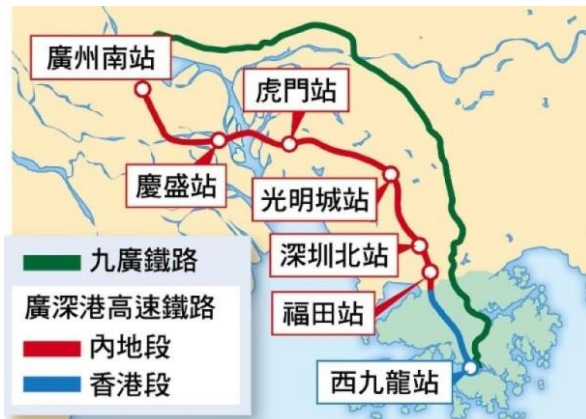 廣州南站
虎門站
慶盛站
光明城站
深圳北站
福田站
西九龍站
九廣鐵路
廣深港高速鐵路
內地段
香港段